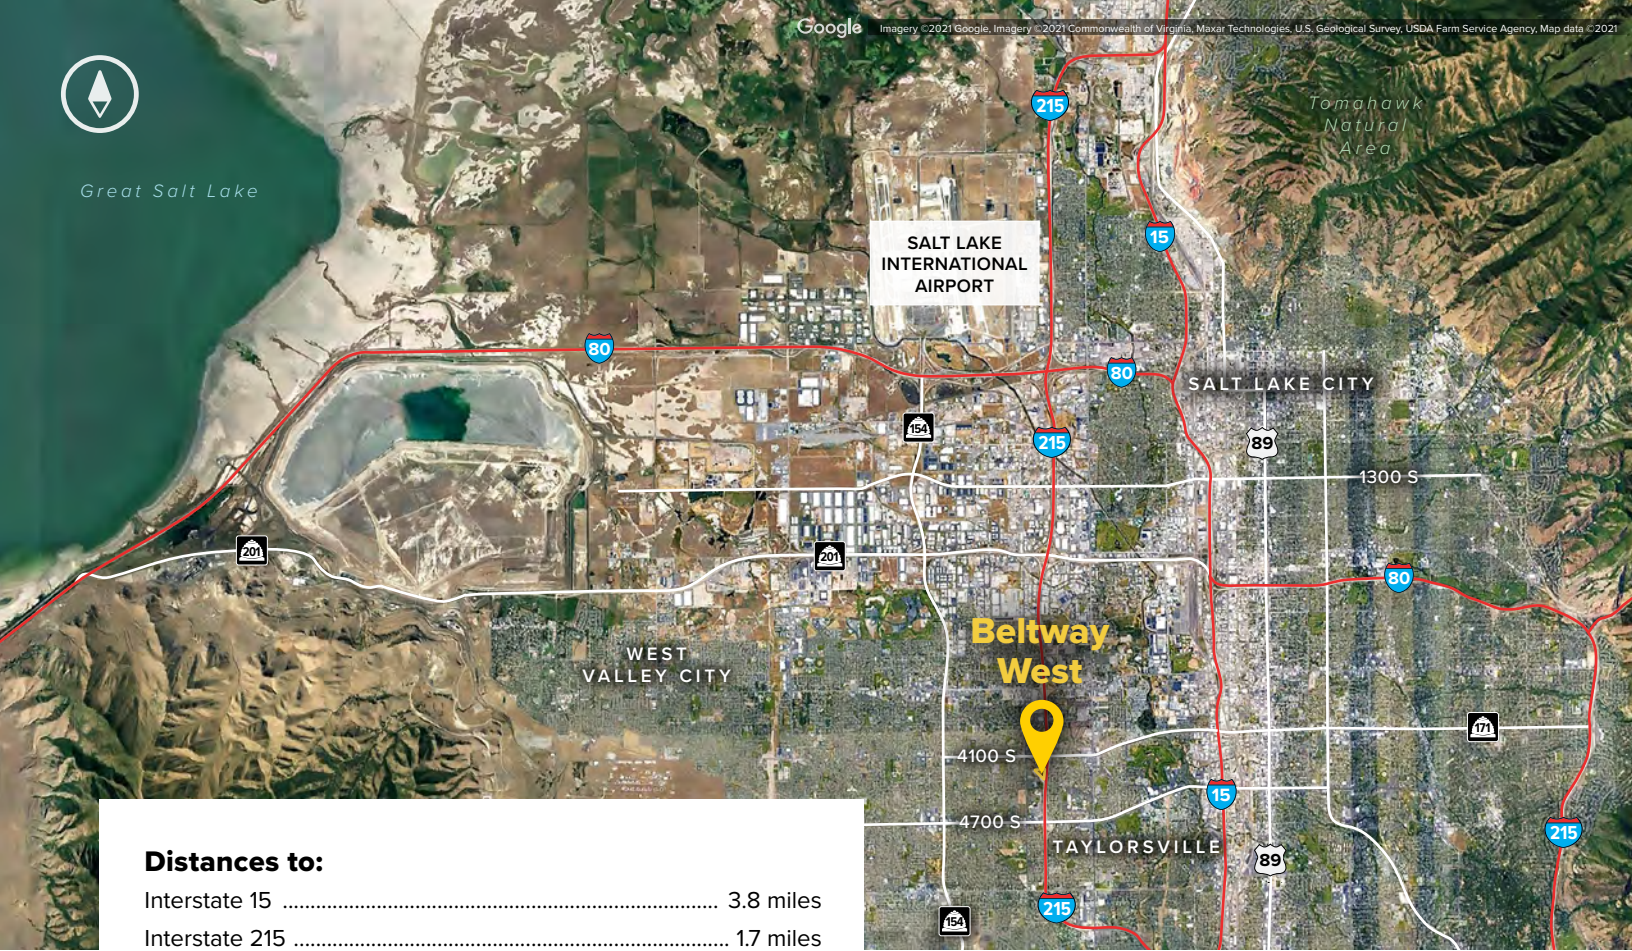 Google
Imagery ©2021 Google, Imagery ©2021 Commonwealth of Virginia, Maxar Technologies, U.S. Geological Survey, USDA Farm Service Agency, Map data ©2021
215
Tomahawk
Natural
Area
Great Salt Lake
SALT LAKE
INTERNATIONAL
AIRPORT
15
80
80
SALT LAKE CITY
154
215
89
1300 S
201
201
80
Beltway
West
WEST
VALLEY CITY
171
4100 S
15
4700 S
215
TAYLORSVILLE
89
215
154
Distances to:
Interstate 15 ............................................................................... 3.8 miles
Interstate 215 ............................................................................... 1.7 miles